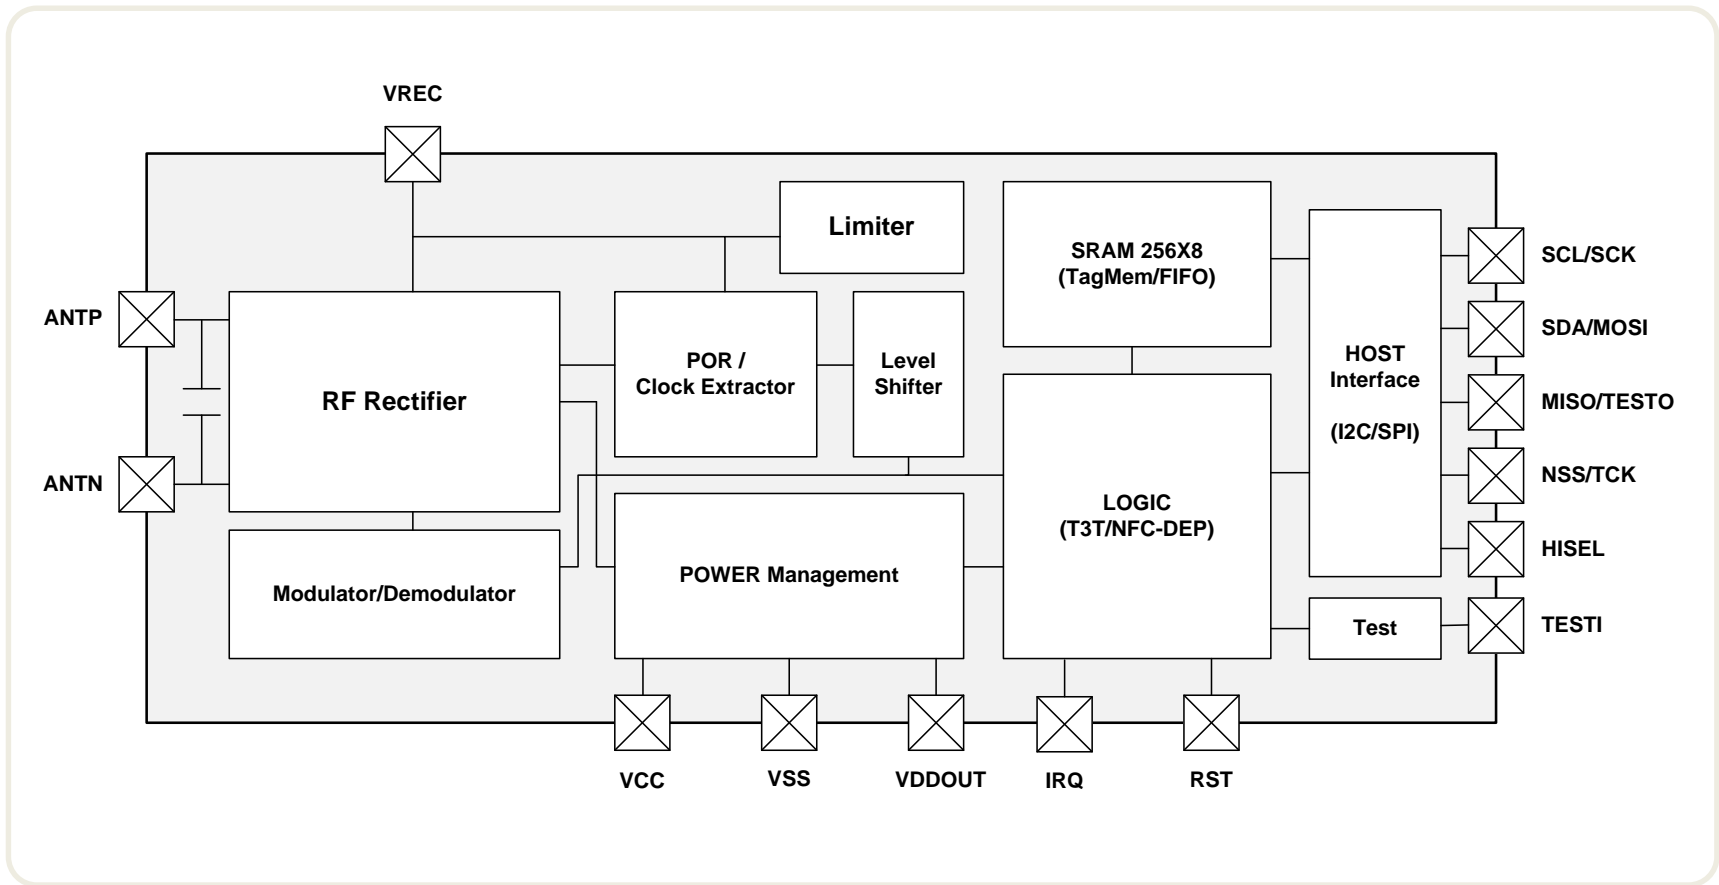 VREC
Limiter
SRAM 256X8
(TagMem/FIFO)
SCL/SCK
ANTP
SDA/MOSI
POR /
Clock Extractor
Level
Shifter
HOST
Interface
(I2C/SPI)
RF Rectifier
MISO/TESTO
ANTN
NSS/TCK
LOGIC
(T3T/NFC-DEP)
HISEL
POWER Management
Modulator/Demodulator
Test
TESTI
VCC
VSS
VDDOUT
IRQ
RST